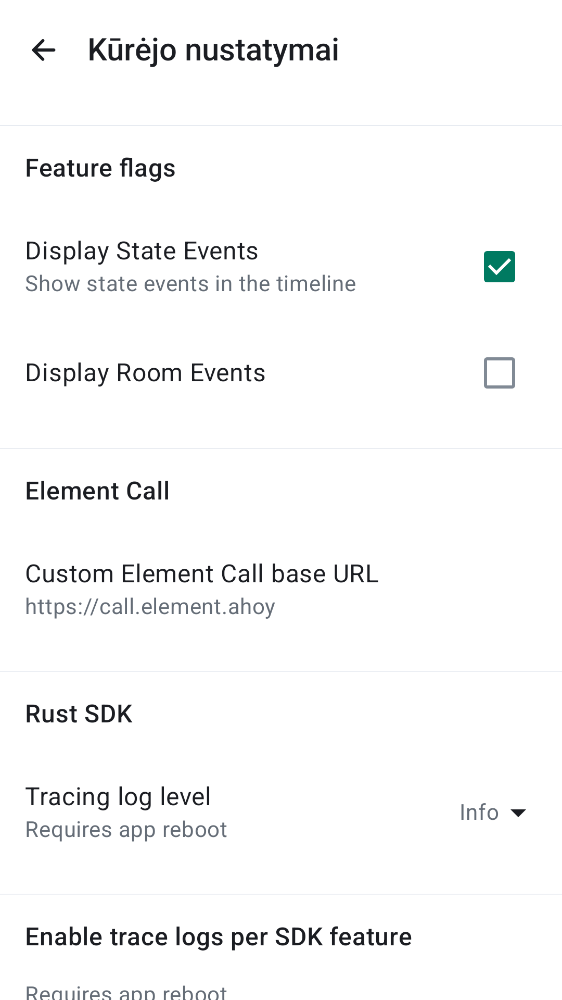 Kūrėjo nustatymai
Feature flags
Display State Events
Show state events in the timeline
Display Room Events
Element Call
Custom Element Call base URL
https://call.element.ahoy
Rust SDK
Tracing log level
Requires app reboot
Info
Enable trace logs per SDK feature
Requires app reboot